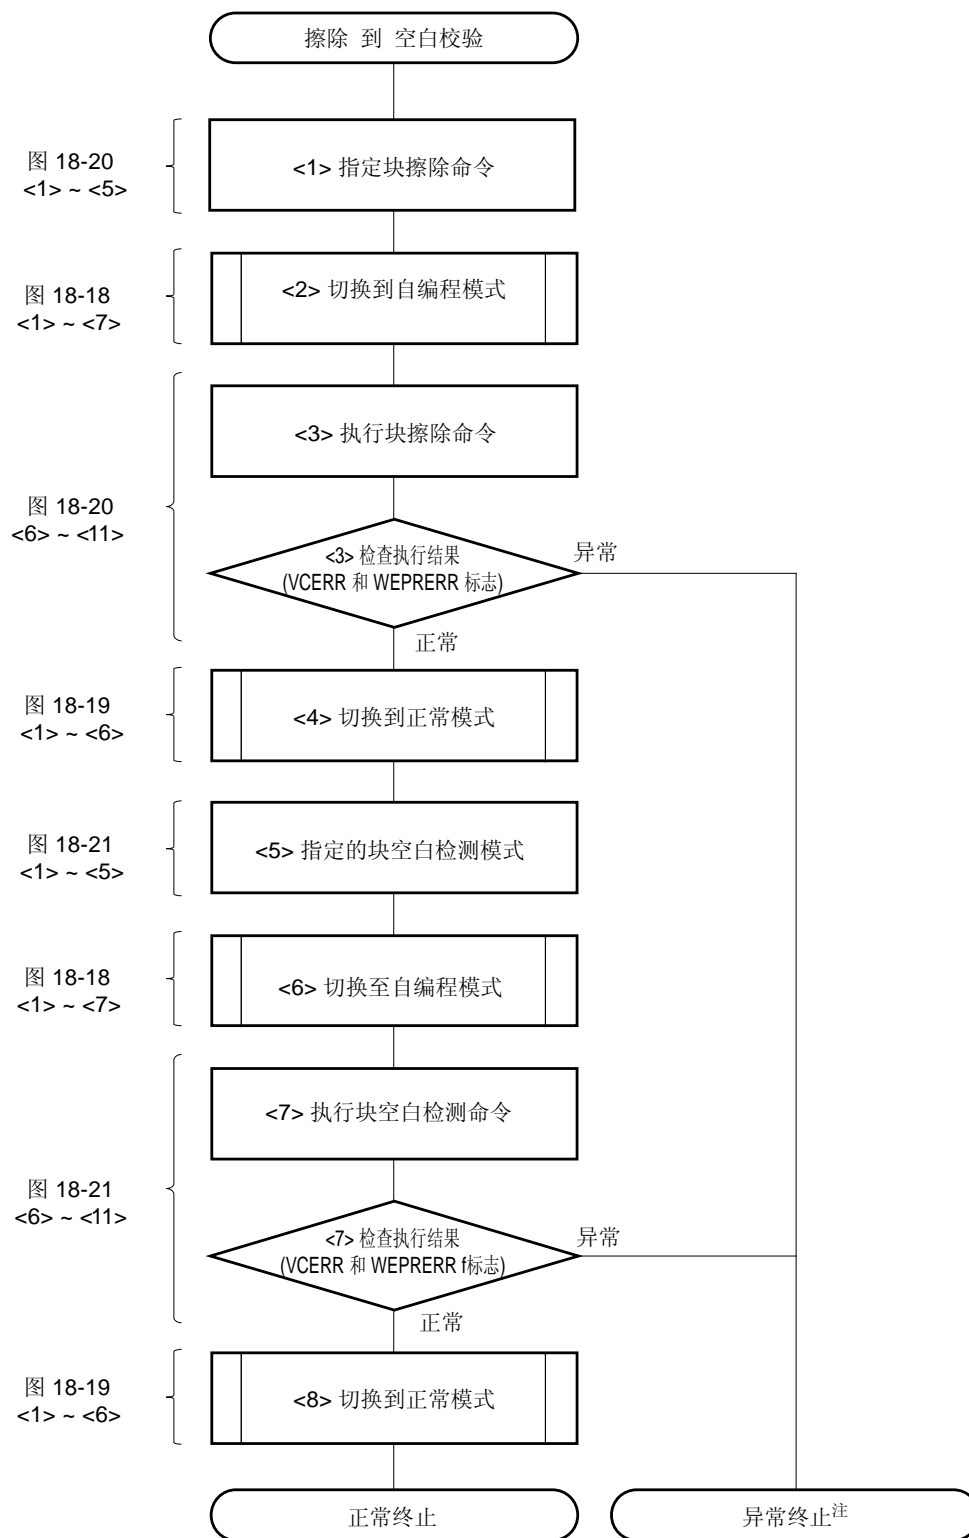 擦除 到 空白校验
图 18-20
<1> ~ <5>
<1> 指定块擦除命令
图 18-18
<1> ~ <7>
<2> 切换到自编程模式
<3> 执行块擦除命令
图 18-20
<6> ~ <11>
<3> 检查执行结果
(VCERR 和 WEPRERR 标志)
异常
正常
图 18-19
<1> ~ <6>
<4> 切换到正常模式
图 18-21
<1> ~ <5>
<5> 指定的块空白检测模式
图 18-18
<1> ~ <7>
<6> 切换至自编程模式
<7> 执行块空白检测命令
图 18-21
<6> ~ <11>
<7> 检查执行结果
(VCERR 和 WEPRERR f标志)
异常
正常
图 18-19
<1> ~ <6>
<8> 切换到正常模式
正常终止
异常终止注